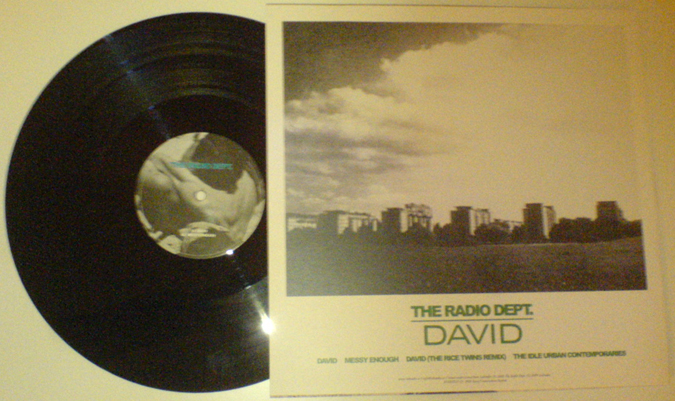 THE RADIO DEPT.
THE RADIO DEPT.
DAVID
DAVID MESSY ENOUGH DAVID (THE RICE TWINS REMIX) THE IDLE URBAN CONTEMPORARIES